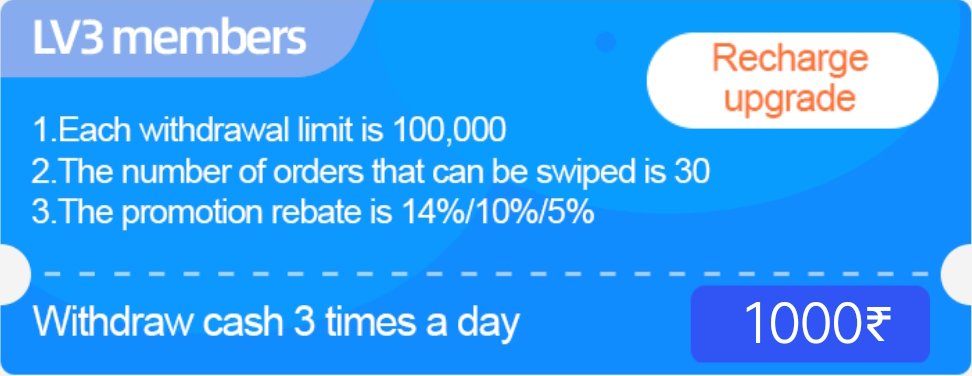 LV3 members
Recharge
upgrade
1.Each withdrawal limit is 100,000
2.The number of orders that can be swiped is 30
3.The promotion rebate is 14%/10%/5%
Withdraw cash 3 times a day
1000₹